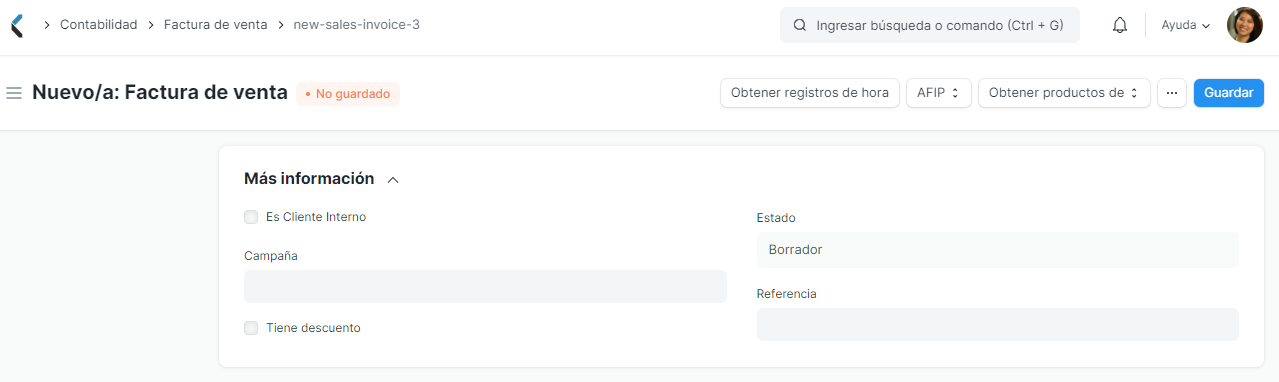 Contabilidad
Factura de venta
new-sales-invoice-3
Ingresar búsqueda o comando (Ctrl + G)
Ayuda
Nuevo/a: Factura de venta
• No guardado
Obtener registros de hora
AFIP
Obtener productos de
...
Guardar
Más información
Es Cliente Interno
Campaña
Tiene descuento
Estado
Borrador
Referencia